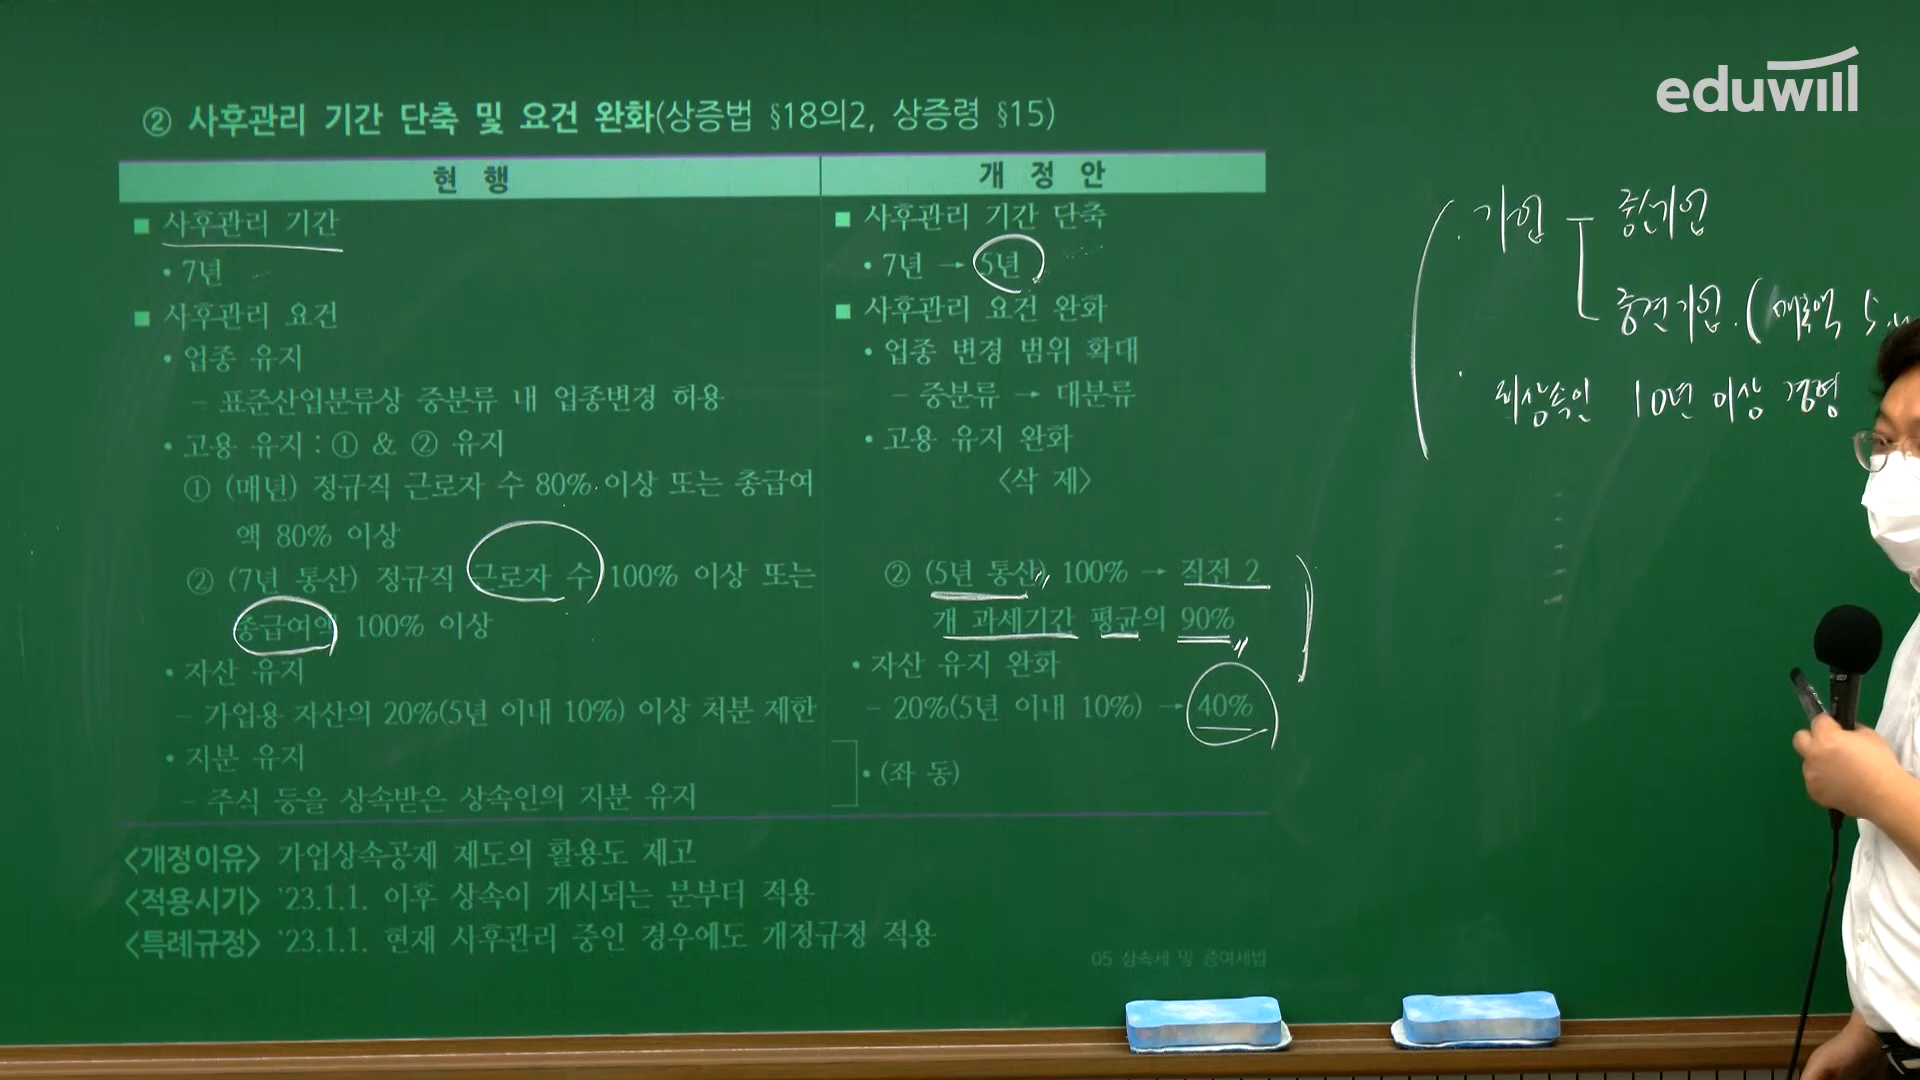 eduwill
② 사후관리 기간 단축 및 요건 완화(상증법 §18의2, 상증령 §15)
현 행
■ 사후관리 기간
• 7년
■ 사후관리 요건
• 업종 유지
- 표준산업분류상 중분류 내 업종변경 허용
• 고용 유지 : ① & ② 유지
① (매년) 정규직 근로자 수 80% 이상 또는 총급여
액 80% 이상
② (7년 통산) 정규직 근로자 수 100% 이상 또는
총급여액 100% 이상
• 자산 유지
- 가업용 자산의 20%(5년 이내 10%) 이상 처분 제한
• 지분 유지
- 주식 등을 상속받은 상속인의 지분 유지
개 정 안
■ 사후관리 기간 단축
• 7년 → 5년
■ 사후관리 요건 완화
• 업종 변경 범위 확대
- 중분류 → 대분류
• 고용 유지 완화
<삭 제>
② (5년 통산) 100% → 직전 2
개 과세기간 평균의 90%
• 자산 유지 완화
- 20%(5년 이내 10%) → 40%
• (좌 동)
<개정이유> 가업상속공제 제도의 활용도 제고
<적용시기> '23.1.1. 이후 상속이 개시되는 분부터 적용
<특례규정> '23.1.1. 현재 사후관리 중인 경우에도 개정규정 적용
05 상속세 및 증여세법
· 가업
중소기업
중견기업. (매출액 5
· 피상속인 10년 이상 경영